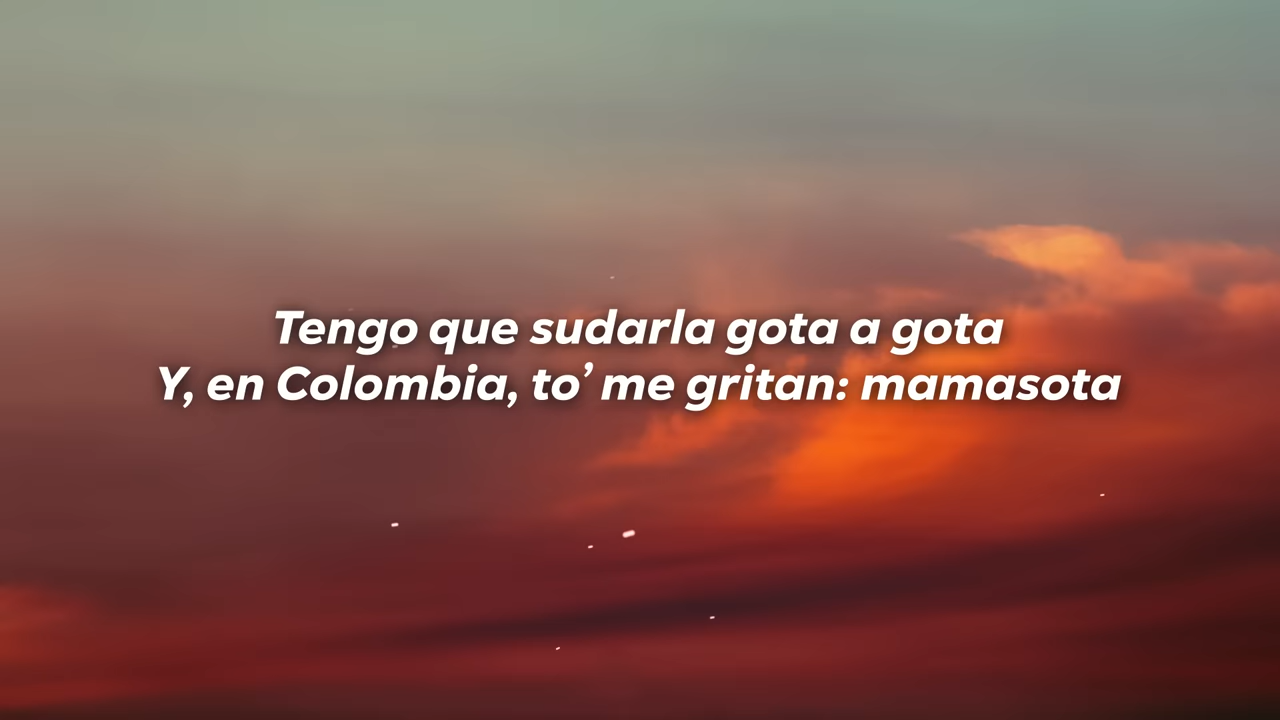 Tengo que sudarla gota a gota
Y, en Colombia, to’ me gritan: mamasota